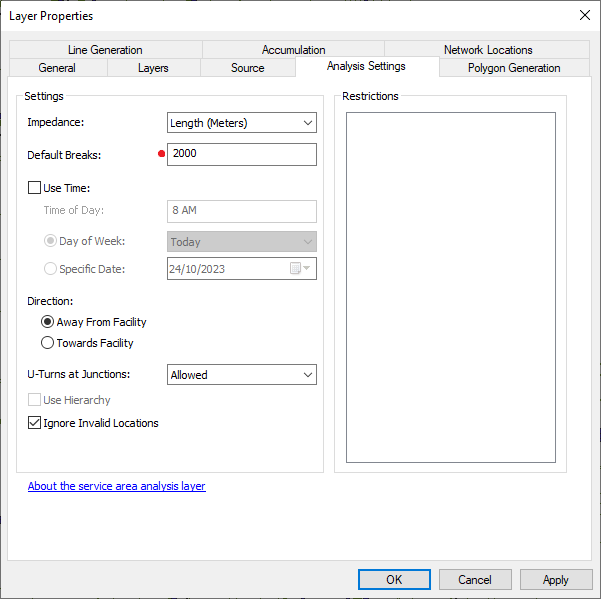 Layer Properties
Line Generation Accumulation Network Locations
General Layers Source Analysis Settings Polygon Generation
Settings
Impedance: Length (Meters)
Default Breaks: 2000
Use Time:
Time of Day: 8 AM
Day of Week: Today
Specific Date: 24/10/2023
Direction:
Away From Facility
Towards Facility
U-Turns at Junctions: Allowed
Use Hierarchy
Ignore Invalid Locations
Restrictions
About the service area analysis layer
OK Cancel Apply